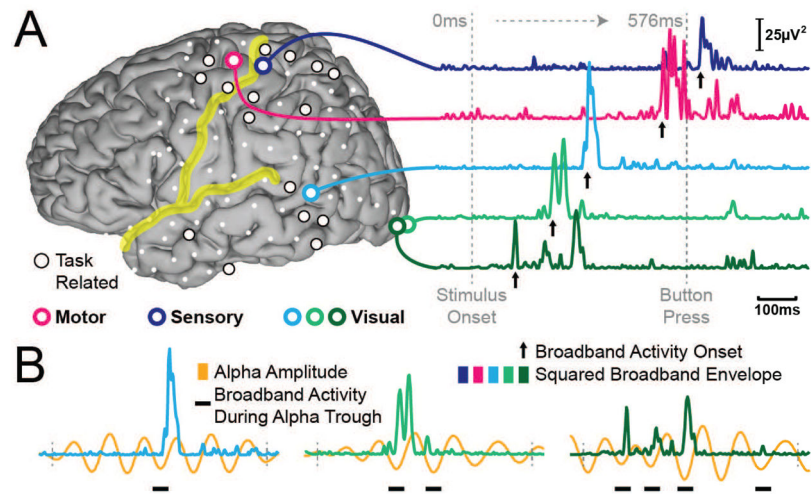 A
0ms
576ms
25µV²
Task
Related
Motor
Sensory
Visual
Stimulus
Onset
Button
Press
100ms
B
Alpha Amplitude
Broadband Activity
During Alpha Trough
Broadband Activity Onset
Squared Broadband Envelope